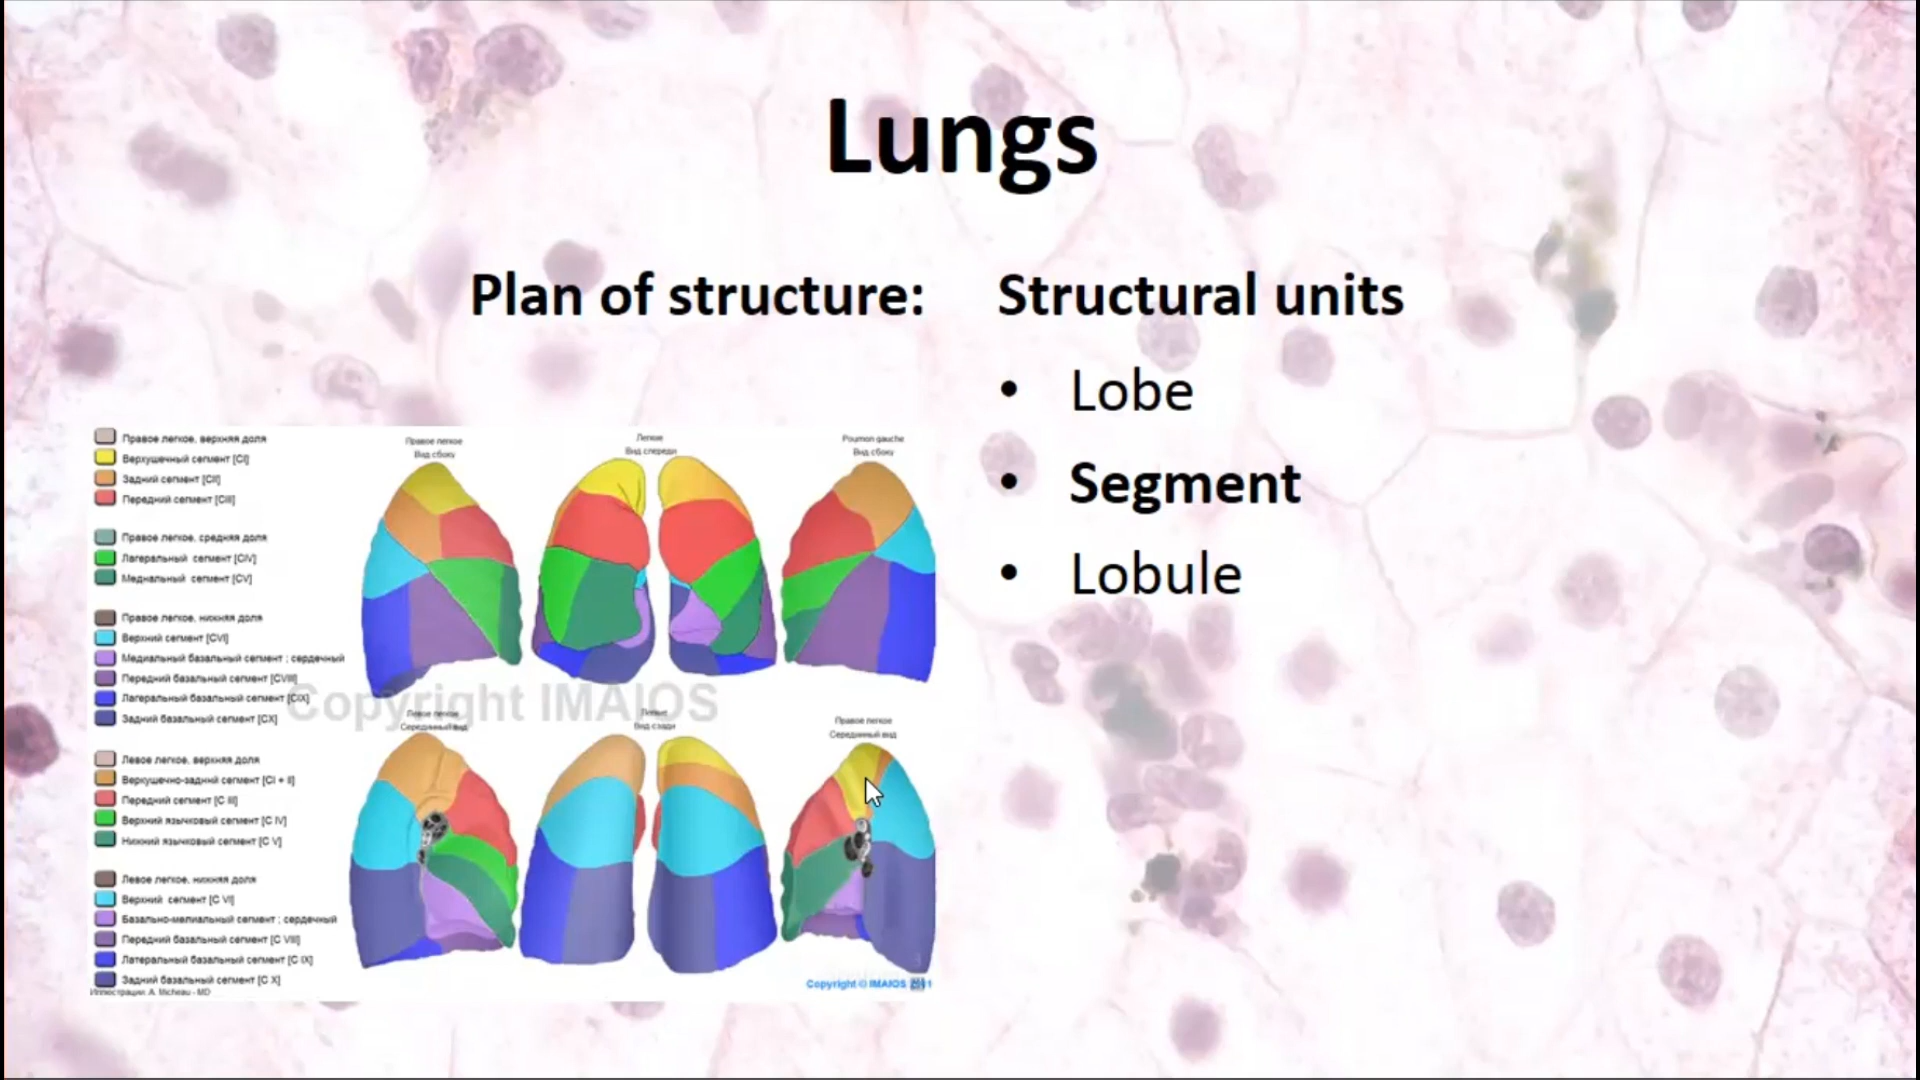 Lungs
Plan of structure:
Structural units
• Lobe
• Segment
• Lobule
Правое легкое, верхняя доля
Верхушечный сегмент [CI]
Задний сегмент [CII]
Передний сегмент [CIII]
Правое легкое, средняя доля
Латеральный сегмент [CIV]
Медиальный сегмент [CV]
Правое легкое, нижняя доля
Верхний сегмент [CVI]
Медиальный базальный сегмент ; сердечный
Передний базальный сегмент [CVIII]
Латеральный базальный сегмент [CIX]
Задний базальный сегмент [CX]
Левое легкое, верхняя доля
Верхушечно-задний сегмент [CI + II]
Передний сегмент [C III]
Верхний язычковый сегмент [C IV]
Нижний язычковый сегмент [C V]
Левое легкое, нижняя доля
Верхний сегмент [C VI]
Базально-мелиальный сегмент ; сердечный
Передний базальный сегмент [C VIII]
Латеральный базальный сегмент [C IX]
Задний базальный сегмент [C X]
Иллюстрации: A. Micheau - MD
Правое легкое
Вид сбоку
Легкие
Вид спереди
Poumon gauche
Вид сбоку
Copyright IMAIOS
Левое легкое
Серединный вид
Легкие
Вид сзади
Правое легкое
Серединный вид
Copyright © IMAIOS